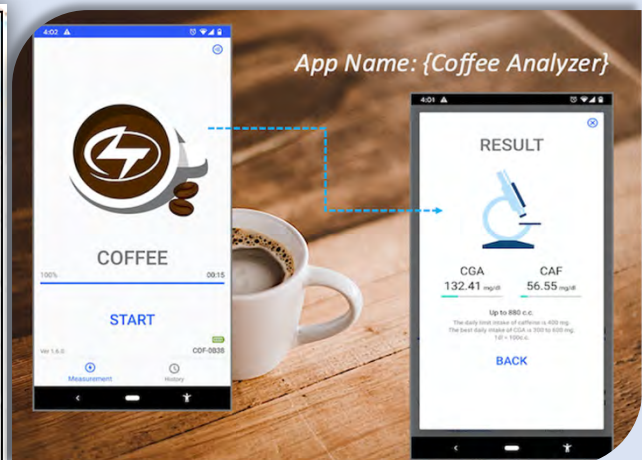 App Name: {Coffee Analyzer}
4:02
COFFEE
100% 00:15
START
Ver 1.6.0 COF-0836
Measurement History
4:01
RESULT
CGA CAF
132.41 mg/dl 56.55 mg/dl
Up to 880 c.c.
The daily limit intake of caffeine is 400 mg.
The best daily intake of CGA is 350 to 600 mg.
1dl = 100c.c.
BACK